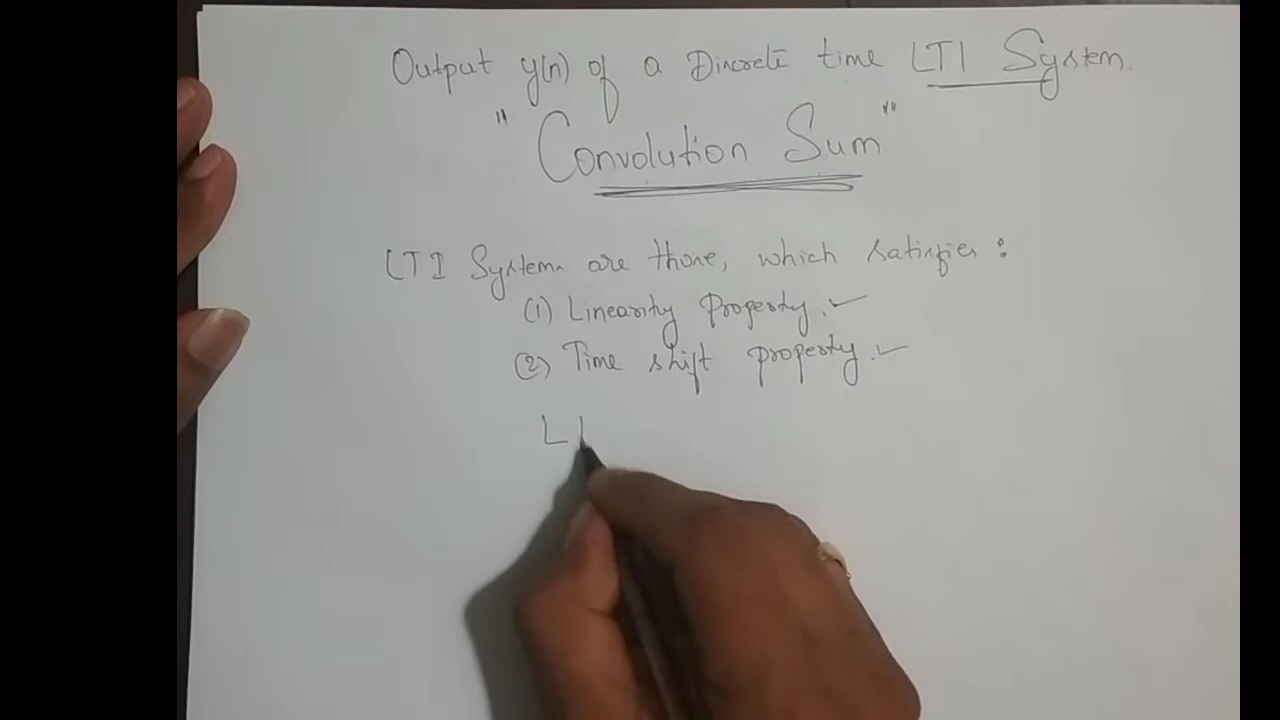 Output y(n) of a Discrete time LTI System.
"Convolution Sum"
LTI System are those, which satisfies :
(1) Linearity Property. ✓
(2) Time shift property. ✓
LI